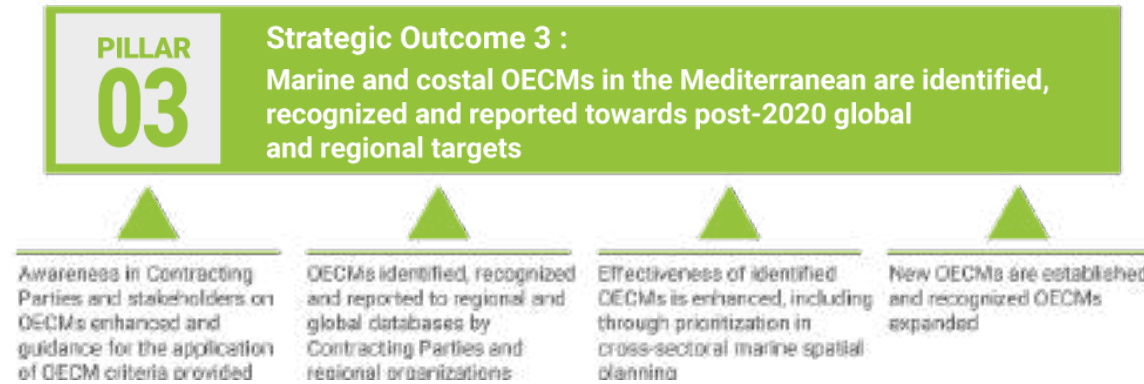 PILLAR
03
Strategic Outcome 3 :
Marine and costal OECMs in the Mediterranean are identified,
recognized and reported towards post-2020 global
and regional targets
Awareness in Contracting
Parties and stakeholders on
OECMs enhanced and
guidance for the application
of OECM criteria provided
OECMs identified, recognized
and reported to regional and
global databases by
Contracting Parties and
regional organizations
Effectiveness of identified
OECMs is enhanced, including
through prioritization in
cross-sectoral marine spatial
planning
New OECMs are established
and recognized OECMs
expanded